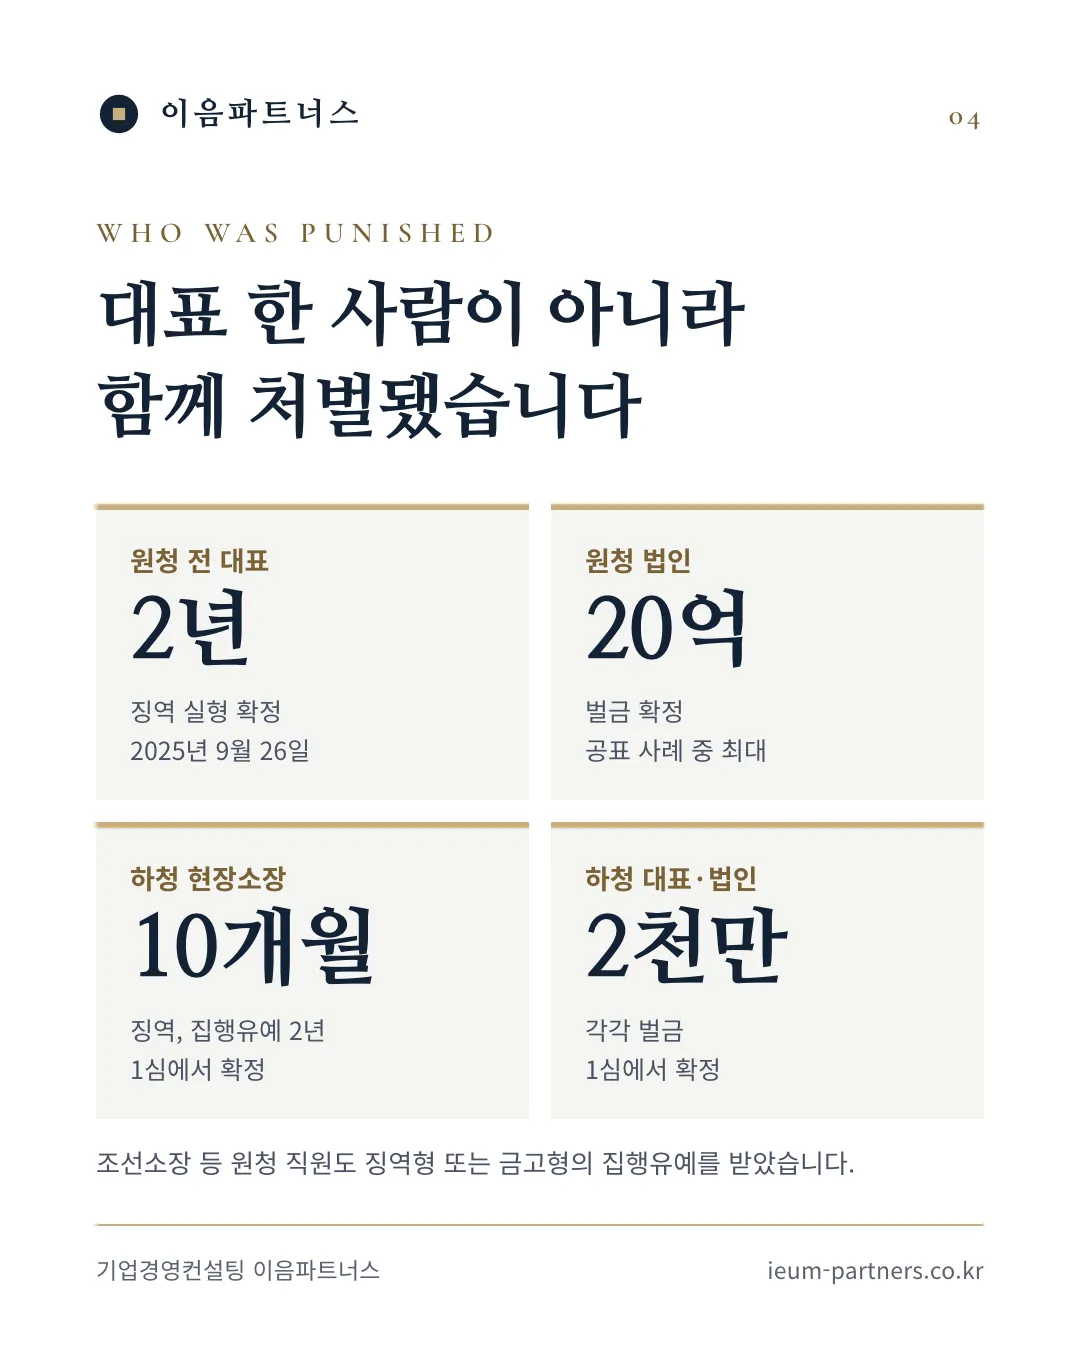 이음파트너스
04
WHO WAS PUNISHED
대표 한 사람이 아니라
함께 처벌됐습니다
원청 전 대표
2년
징역 실형 확정
2025년 9월 26일
원청 법인
20억
벌금 확정
공표 사례 중 최대
하청 현장소장
10개월
징역, 집행유예 2년
1심에서 확정
하청 대표·법인
2천만
각각 벌금
1심에서 확정
조선소장 등 원청 직원도 징역형 또는 금고형의 집행유예를 받았습니다.
기업경영컨설팅 이음파트너스
ieum-partners.co.kr